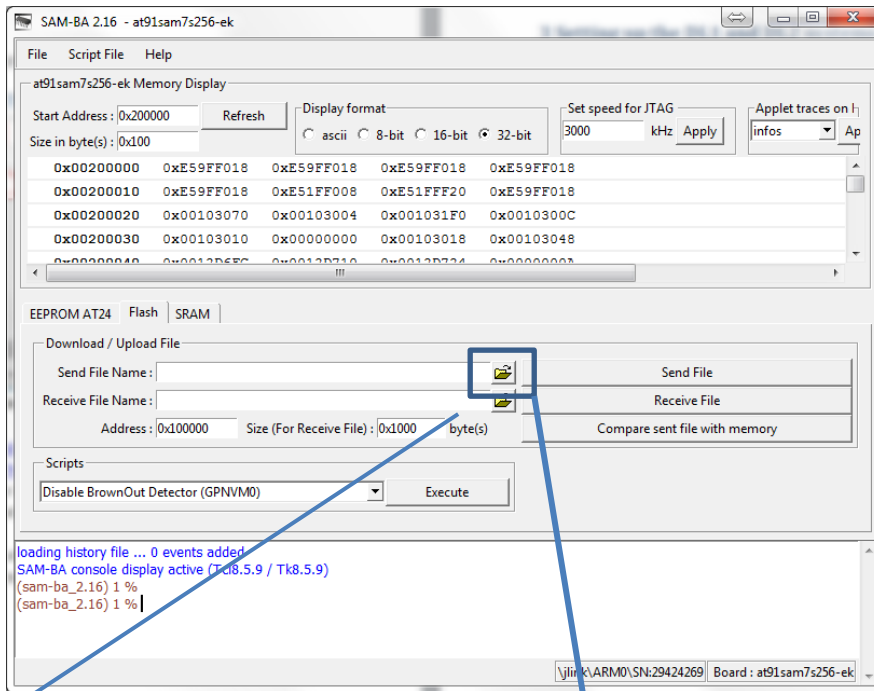 SAM-BA 2.16 - at91sam7s256-ek
File Script File Help
at91sam7s256-ek Memory Display
Start Address : 0x200000 Refresh
Size in byte(s) : 0x100
Display format
ascii 8-bit 16-bit 32-bit
Set speed for JTAG
3000 kHz Apply
Applet traces on
infos Ap
0x00200000 0xE59FF018 0xE59FF018 0xE59FF018 0xE59FF018
0x00200010 0xE59FF018 0xE51FF008 0xE51FFF20 0xE59FF018
0x00200020 0x00103070 0x00103004 0x001031F0 0x0010300C
0x00200030 0x00103010 0x00000000 0x00103018 0x00103048
EEPROM AT24 Flash SRAM
Download / Upload File
Send File Name : Send File
Receive File Name : Receive File
Address : 0x100000 Size (For Receive File) : 0x1000 byte(s) Compare sent file with memory
Scripts
Disable BrownOut Detector (GPNVM0) Execute
loading history file ... 0 events added
SAM-BA console display active (Tcl8.5.9 / Tk8.5.9)
(sam-ba_2.16) 1 %
(sam-ba_2.16) 1 %
\jlink\ARM0\SN:29424269 Board : at91sam7s256-ek